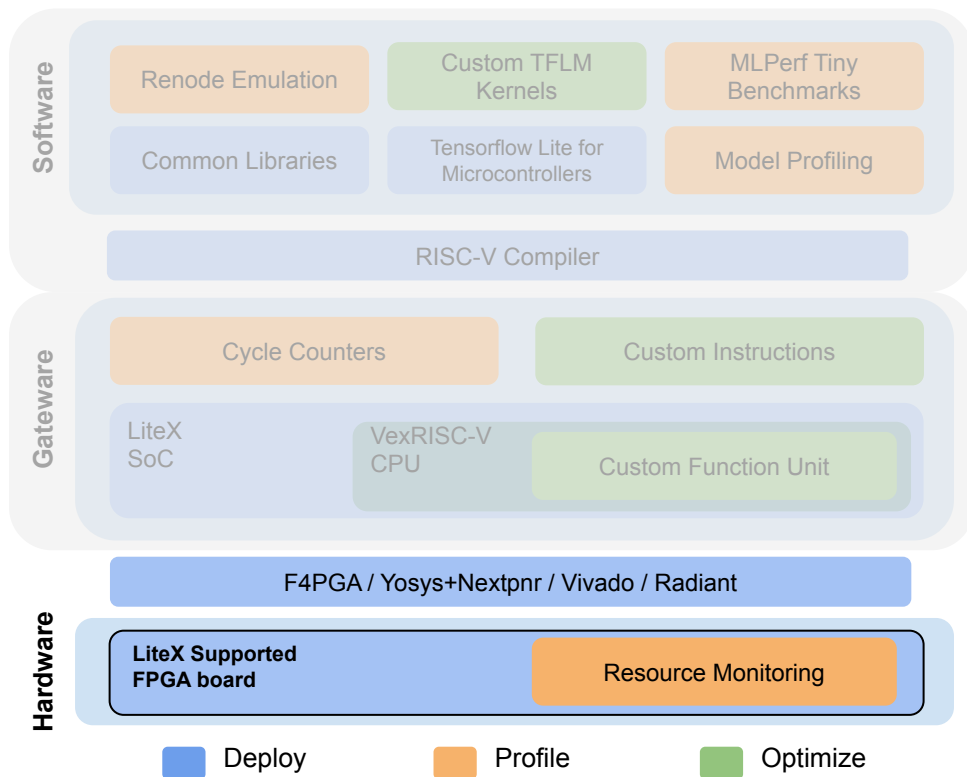 Software
Renode Emulation
Custom TFLM
Kernels
MLPerf Tiny
Benchmarks
Common Libraries
Tensorflow Lite for
Microcontrollers
Model Profiling
RISC-V Compiler
Gateware
Cycle Counters
Custom Instructions
LiteX
SoC
VexRISC-V
CPU
Custom Function Unit
F4PGA / Yosys+Nextpnr / Vivado / Radiant
Hardware
LiteX Supported
FPGA board
Resource Monitoring
Deploy
Profile
Optimize